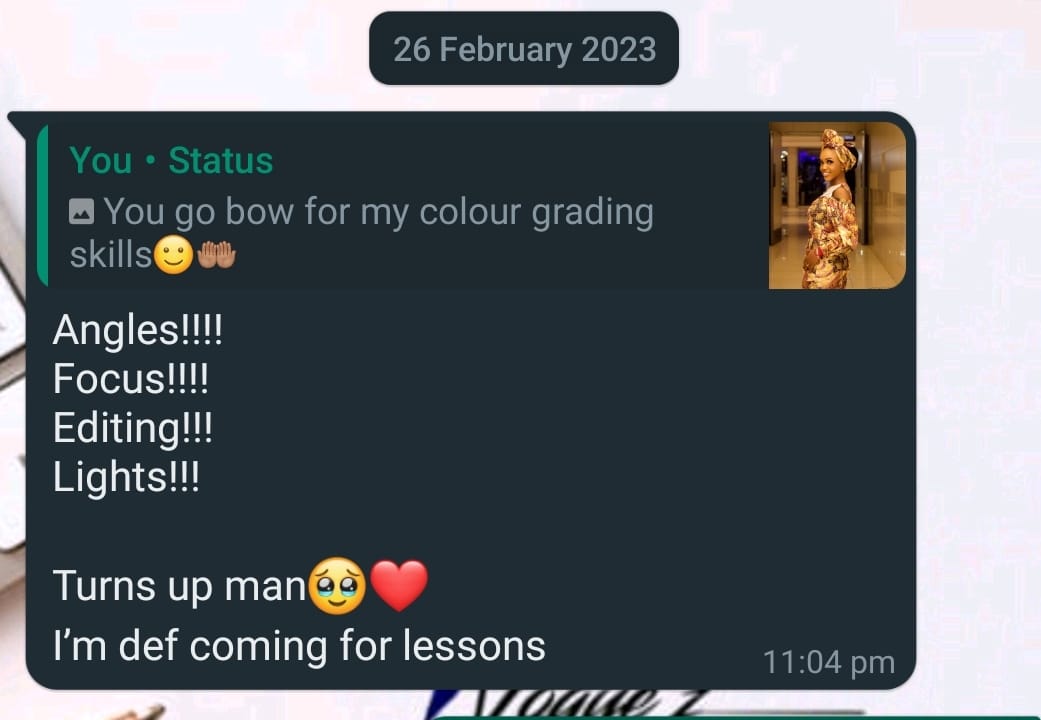 26 February 2023
You • Status
You go bow for my colour grading
skills🙂🤲🏽
Angles!!!!
Focus!!!!
Editing!!!
Lights!!!
Turns up man🥹❤️
I'm def coming for lessons
11:04 pm